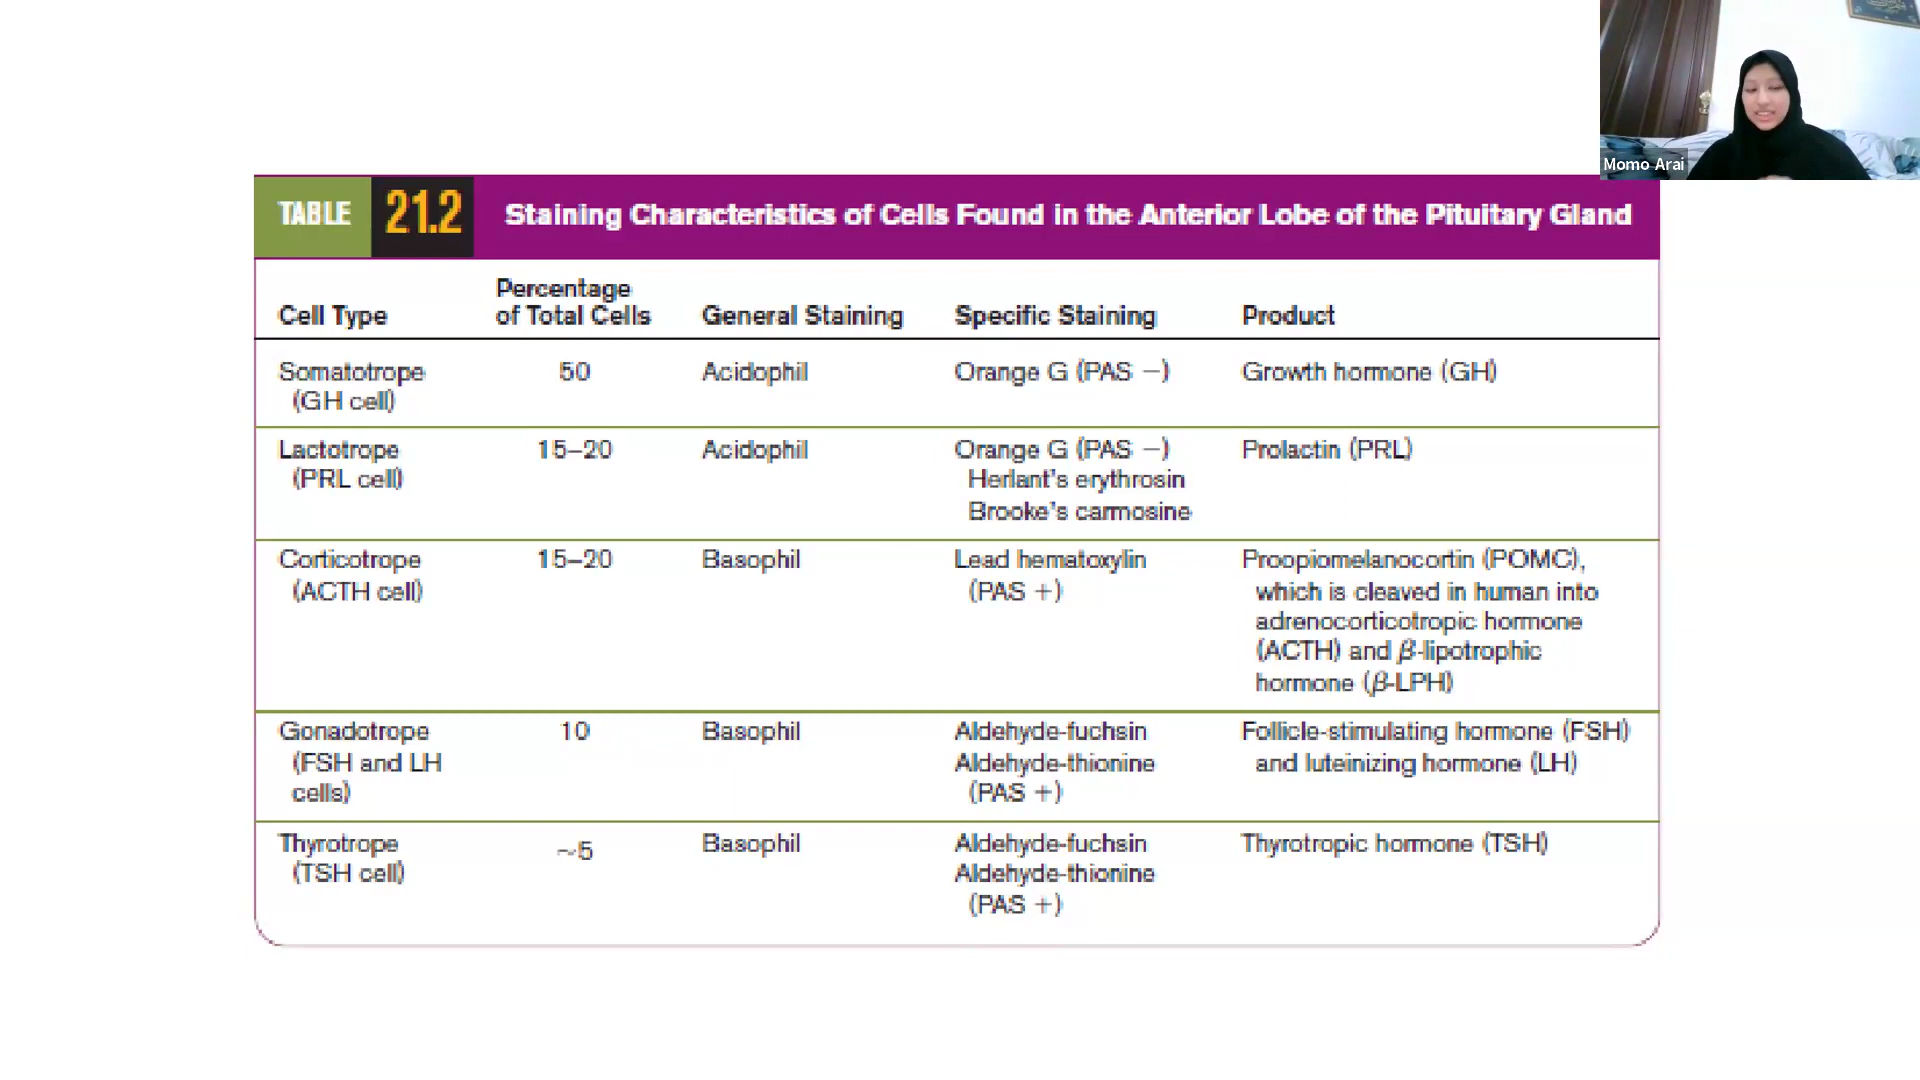 Momo Arai
TABLE 21.2 Staining Characteristics of Cells Found in the Anterior Lobe of the Pituitary Gland
Cell Type Percentage of Total Cells General Staining Specific Staining Product
Somatotrope 50 Acidophil Orange G (PAS −) Growth hormone (GH)
(GH cell)
Lactotrope 15–20 Acidophil Orange G (PAS −) Prolactin (PRL)
(PRL cell) Herlant's erythrosin
Brooke's carmosine
Corticotrope 15–20 Basophil Lead hematoxylin Proopiomelanocortin (POMC),
(ACTH cell) (PAS +) which is cleaved in human into
adrenocorticotropic hormone
(ACTH) and β-lipotrophic
hormone (β-LPH)
Gonadotrope 10 Basophil Aldehyde-fuchsin Follicle-stimulating hormone (FSH)
(FSH and LH Aldehyde-thionine and luteinizing hormone (LH)
cells) (PAS +)
Thyrotrope ~5 Basophil Aldehyde-fuchsin Thyrotropic hormone (TSH)
(TSH cell) Aldehyde-thionine
(PAS +)